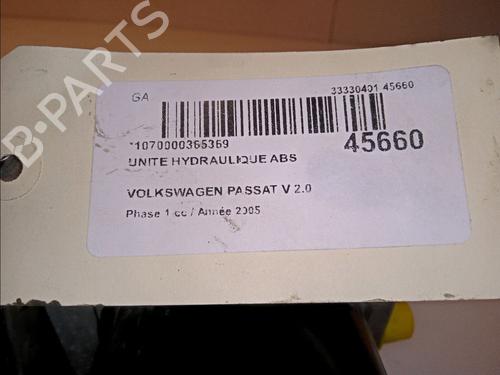 B-PARTS
GA
33330401 45660
*1070000365369
45660
UNITE HYDRAULIQUE ABS
VOLKSWAGEN PASSAT V 2.0
Phase 1 cc / Année 2005